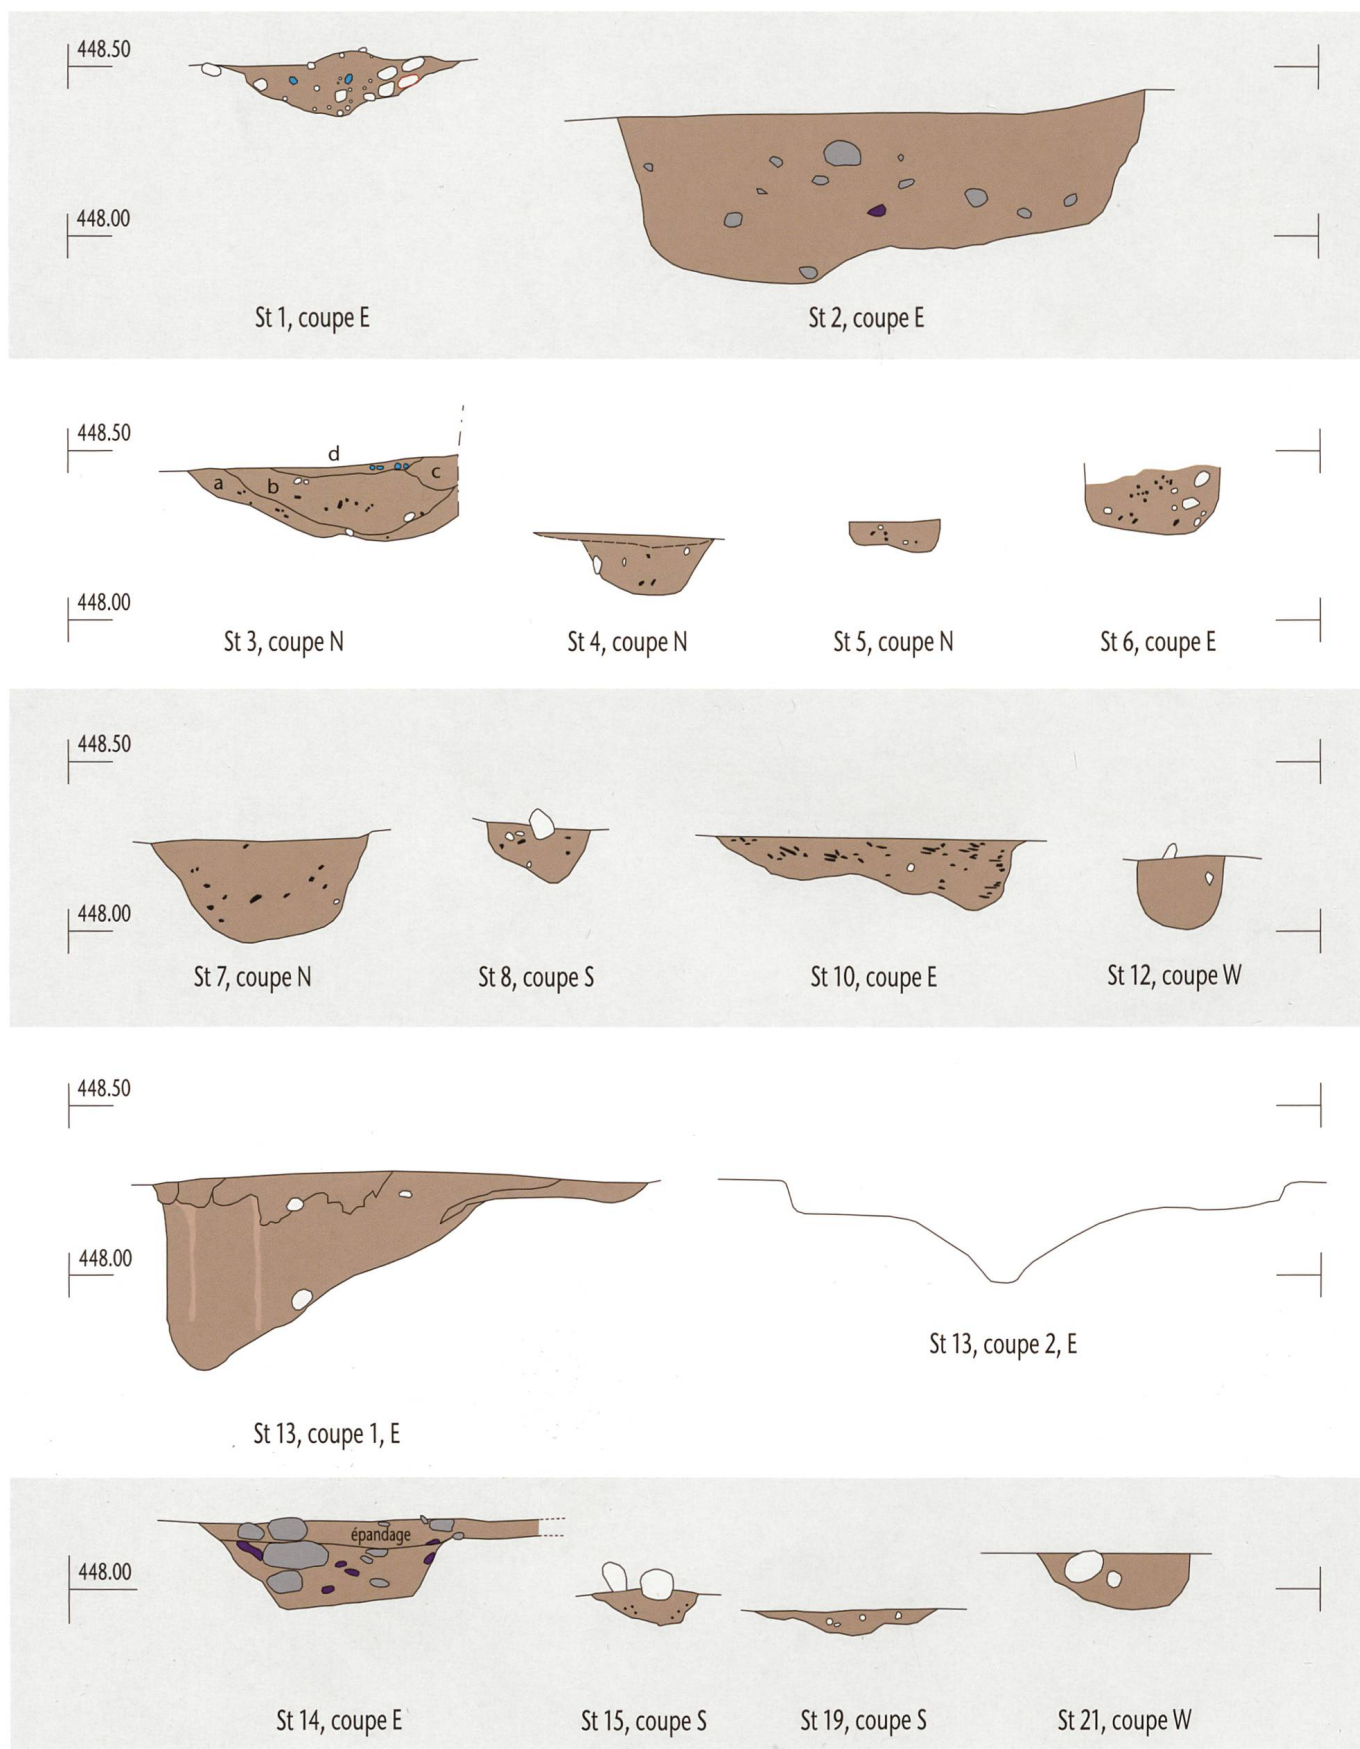 448.50
448.00
St 1, coupe E
St 2, coupe E
448.50
d
a
b
c
448.00
St 3, coupe N
St 4, coupe N
St 5, coupe N
St 6, coupe E
448.50
448.00
St 7, coupe N
St 8, coupe S
St 10, coupe E
St 12, coupe W
448.50
448.00
St 13, coupe 2, E
St 13, coupe 1, E
épandage
448.00
St 14, coupe E
St 15, coupe S
St 19, coupe S
St 21, coupe W